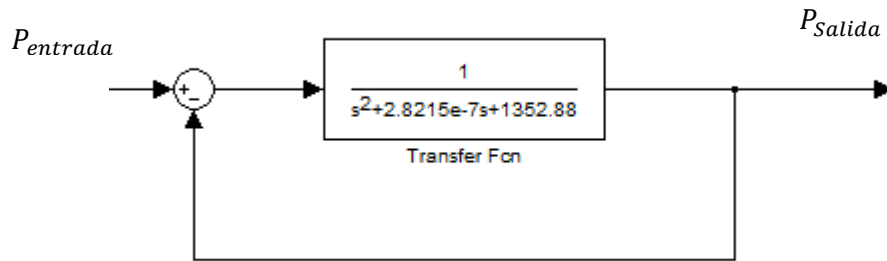 P_entrada
P_Salida
+
−
1
s²+2.8215e-7s+1352.88
Transfer Fcn